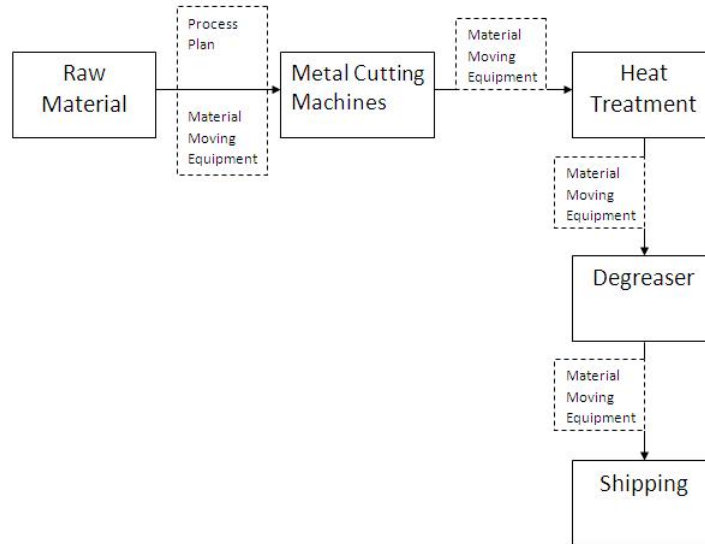 Process
Plan
Raw
Material
Material
Moving
Equipment
Metal Cutting
Machines
Material
Moving
Equipment
Heat
Treatment
Material
Moving
Equipment
Degreaser
Material
Moving
Equipment
Shipping